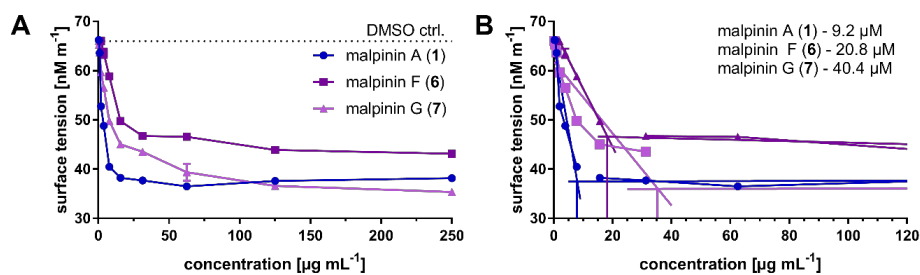 A
DMSO ctrl.
malpinin A (1)
malpinin F (6)
malpinin G (7)
surface tension [nM m⁻¹]
70
60
50
40
30
0 50 100 150 200 250
concentration [µg mL⁻¹]
B
malpinin A (1) - 9.2 µM
malpinin F (6) - 20.8 µM
malpinin G (7) - 40.4 µM
surface tension [nM m⁻¹]
70
60
50
40
30
0 20 40 60 80 100 120
concentration [µg mL⁻¹]